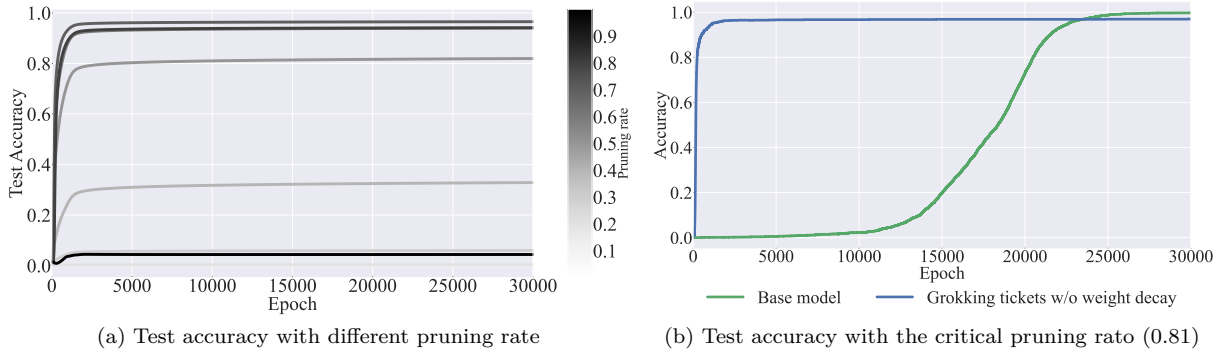 1.0
0.8
0.6
0.4
0.2
0.0
Test Accuracy
0 5000 10000 15000 20000 25000 30000
Epoch
0.9
0.8
0.7
0.6
0.5
0.4
0.3
0.2
0.1
Pruning rate
(a) Test accuracy with different pruning rate
1.0
0.8
0.6
0.4
0.2
0.0
Accuracy
0 5000 10000 15000 20000 25000 30000
Epoch
Base model Grokking tickets w/o weight decay
(b) Test accuracy with the critical pruning rato (0.81)